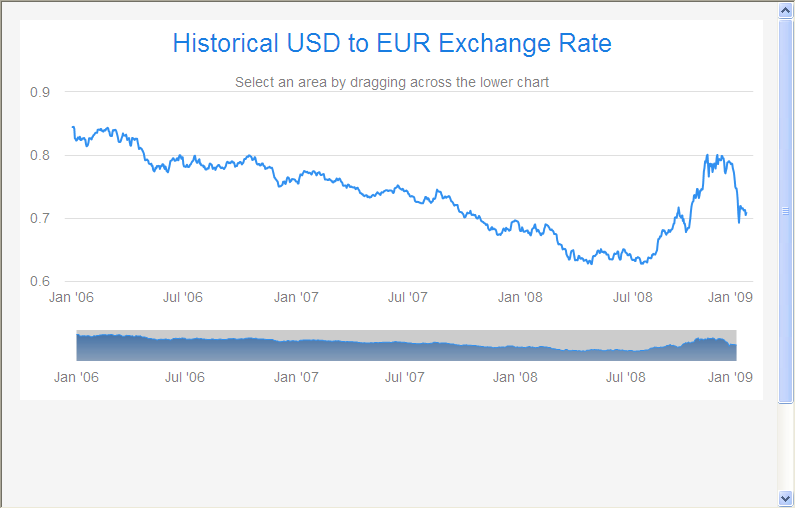 Historical USD to EUR Exchange Rate
Select an area by dragging across the lower chart
0.9
0.8
0.7
0.6
Jan '06 Jul '06 Jan '07 Jul '07 Jan '08 Jul '08 Jan '09
Jan '06 Jul '06 Jan '07 Jul '07 Jan '08 Jul '08 Jan '09